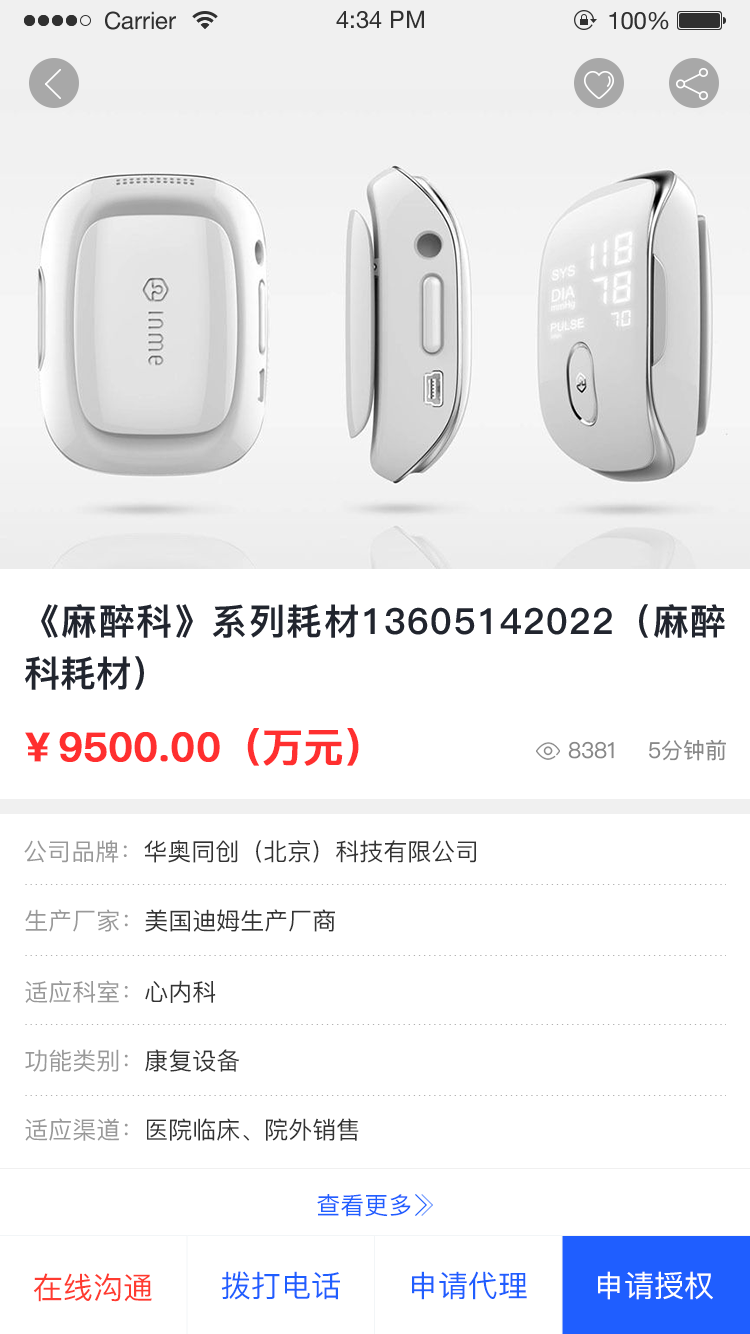 Carrier
4:34 PM
100%
Inme
SYS 118
DIA 78
mmHg
PULSE 70
《麻醉科》系列耗材13605142022（麻醉
科耗材）
¥ 9500.00（万元）
8381
5分钟前
公司品牌：华奥同创（北京）科技有限公司
生产厂家：美国迪姆生产厂商
适应科室：心内科
功能类别：康复设备
适应渠道：医院临床、院外销售
查看更多
在线沟通
拨打电话
申请代理
申请授权